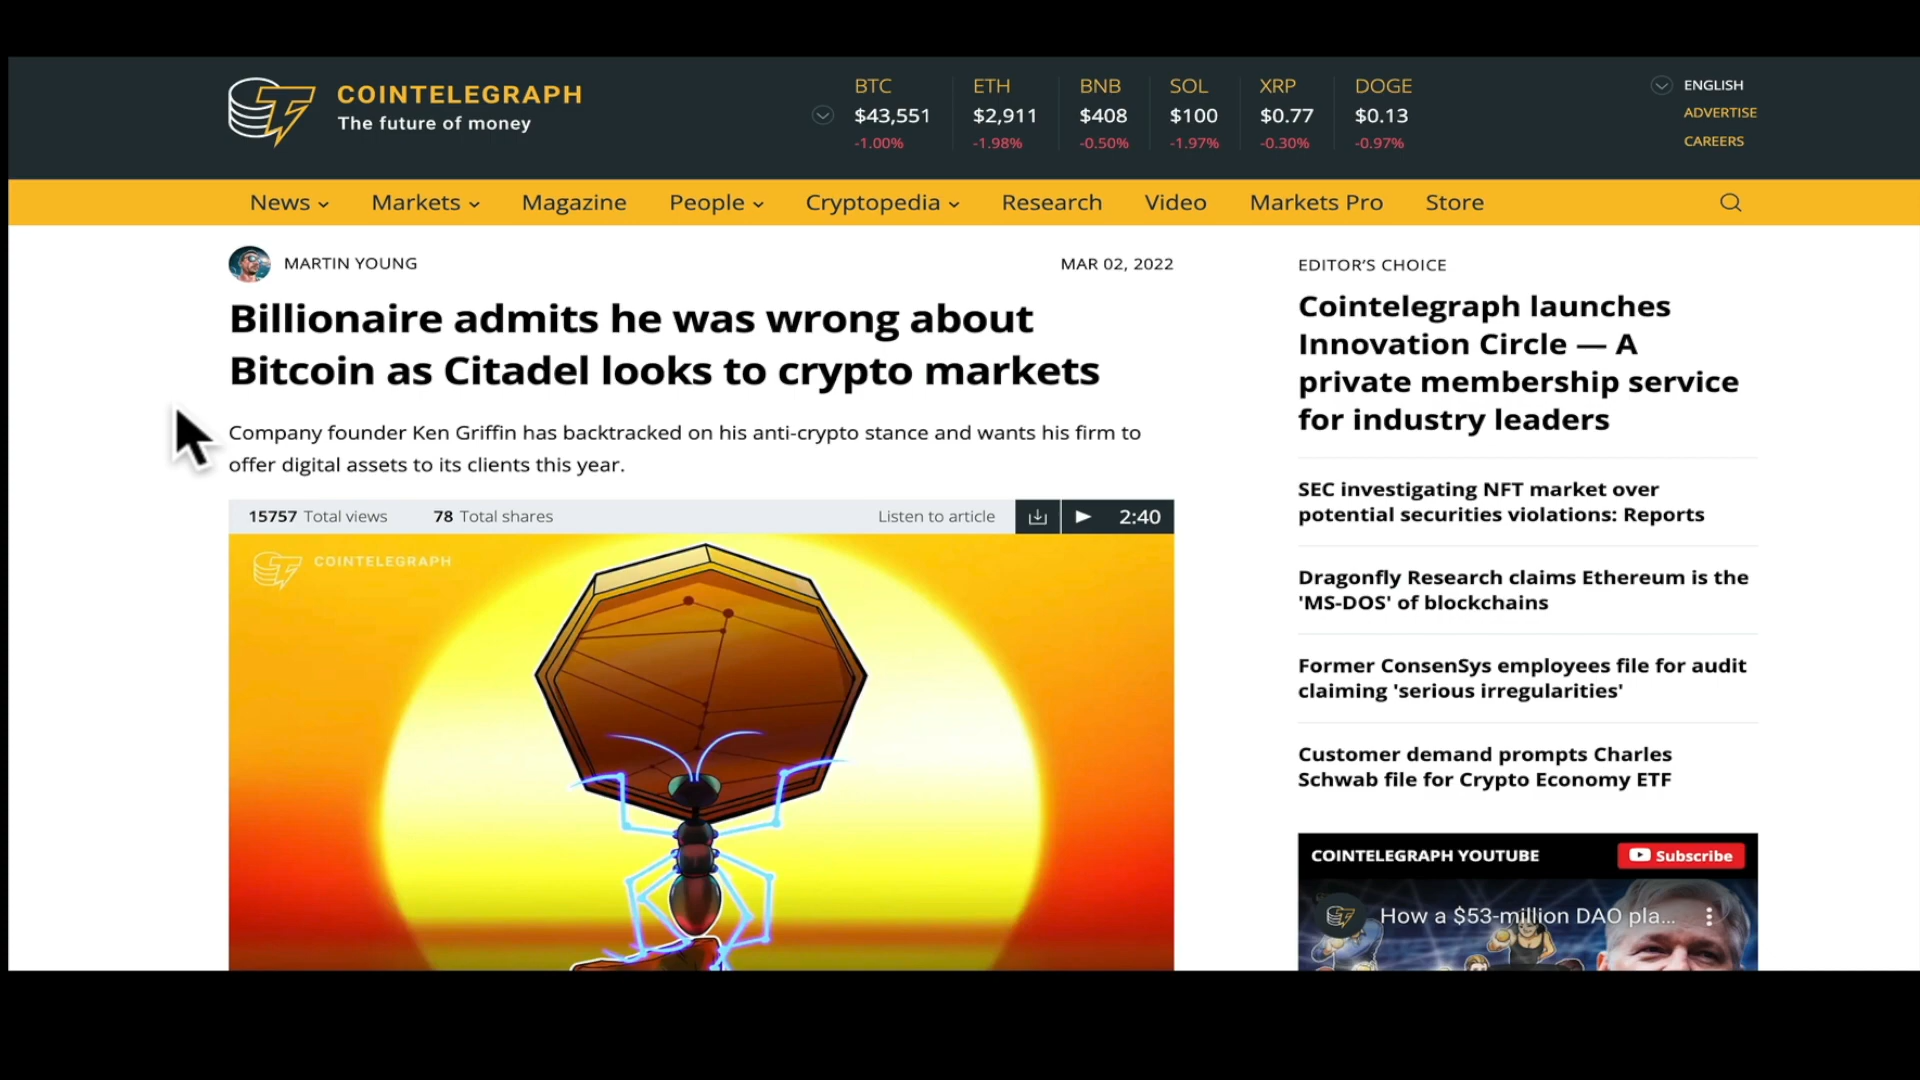 COINTELEGRAPH
The future of money
BTC
$43,551
-1.00%
ETH
$2,911
-1.98%
BNB
$408
-0.50%
SOL
$100
-1.97%
XRP
$0.77
-0.30%
DOGE
$0.13
-0.97%
ENGLISH
ADVERTISE
CAREERS
News Markets Magazine People Cryptopedia Research Video Markets Pro Store
MARTIN YOUNG
MAR 02, 2022
Billionaire admits he was wrong about
Bitcoin as Citadel looks to crypto markets
Company founder Ken Griffin has backtracked on his anti-crypto stance and wants his firm to
offer digital assets to its clients this year.
15757 Total views 78 Total shares Listen to article 2:40
COINTELEGRAPH
EDITOR'S CHOICE
Cointelegraph launches
Innovation Circle — A
private membership service
for industry leaders
SEC investigating NFT market over
potential securities violations: Reports
Dragonfly Research claims Ethereum is the
'MS-DOS' of blockchains
Former ConsenSys employees file for audit
claiming 'serious irregularities'
Customer demand prompts Charles
Schwab file for Crypto Economy ETF
COINTELEGRAPH YOUTUBE
Subscribe
How a $53-million DAO pla...